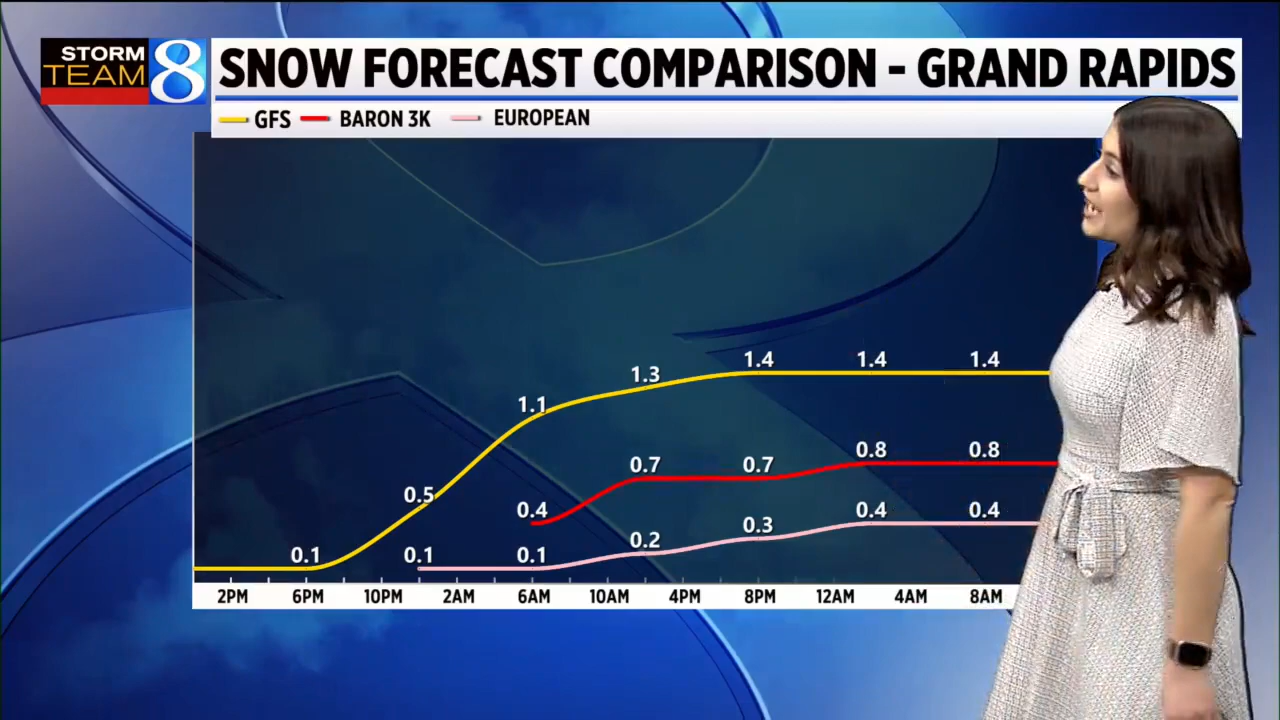 STORM
TEAM 8
SNOW FORECAST COMPARISON - GRAND RAPIDS
GFS BARON 3K EUROPEAN
1.4 1.4 1.4
1.3
1.1
0.8 0.8
0.7 0.7
0.5
0.4
0.4 0.4
0.3
0.2
0.1 0.1 0.1
2PM 6PM 10PM 2AM 6AM 10AM 4PM 8PM 12AM 4AM 8AM